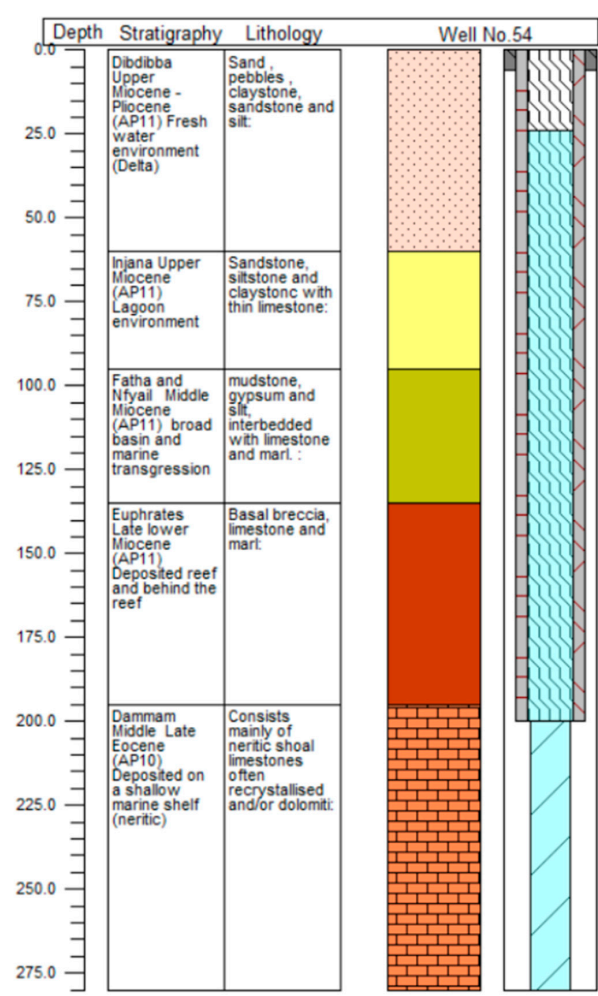 Depth Stratigraphy Lithology Well No.54
0.0
25.0
50.0
75.0
100.0
125.0
150.0
175.0
200.0
225.0
250.0
275.0
Dibdibba
Upper
Miocene -
Pliocene
(AP11) Fresh
water
environment
(Delta)
Sand ,
pebbles ,
claystone,
sandstone and
silt:
Injana Upper
Miocene
(AP11)
Lagoon
environment
Sandstone,
siltstone and
claystonc with
thin limestone:
Fatha and
Nfyail Middle
Miocene
(AP11) broad
basin and
marine
transgression
mudstone,
gypsum and
silt,
interbedded
with limestone
and marl. :
Euphrates
Late lower
Miocene
(AP11)
Deposited reef
and behind the
reef
Basal breccia,
limestone and
marl:
Dammam
Middle Late
Eocene
(AP10)
Deposited on
a shallow
marine shelf
(neritic)
Consists
mainly of
neritic shoal
limestones
often
recrystallised
and/or dolomiti: